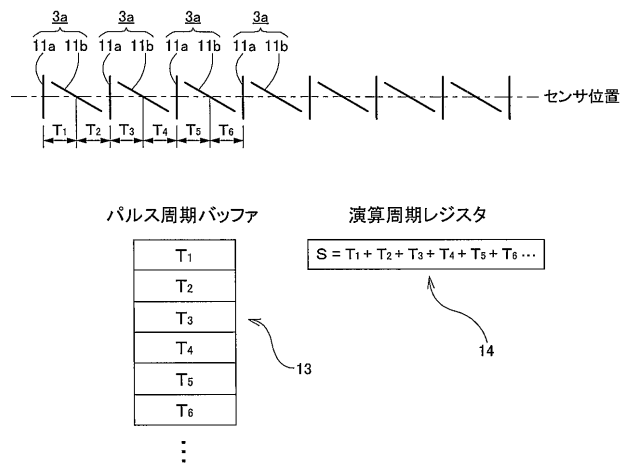 3a 3a 3a 3a
11a 11b 11a 11b 11a 11b 11a 11b
センサ位置
T1 T2 T3 T4 T5 T6
パルス周期バッファ 演算周期レジスタ
T1
S = T1 + T2 + T3 + T4 + T5 + T6 …
T2
T3
T4
14
13
T5
T6
⋮